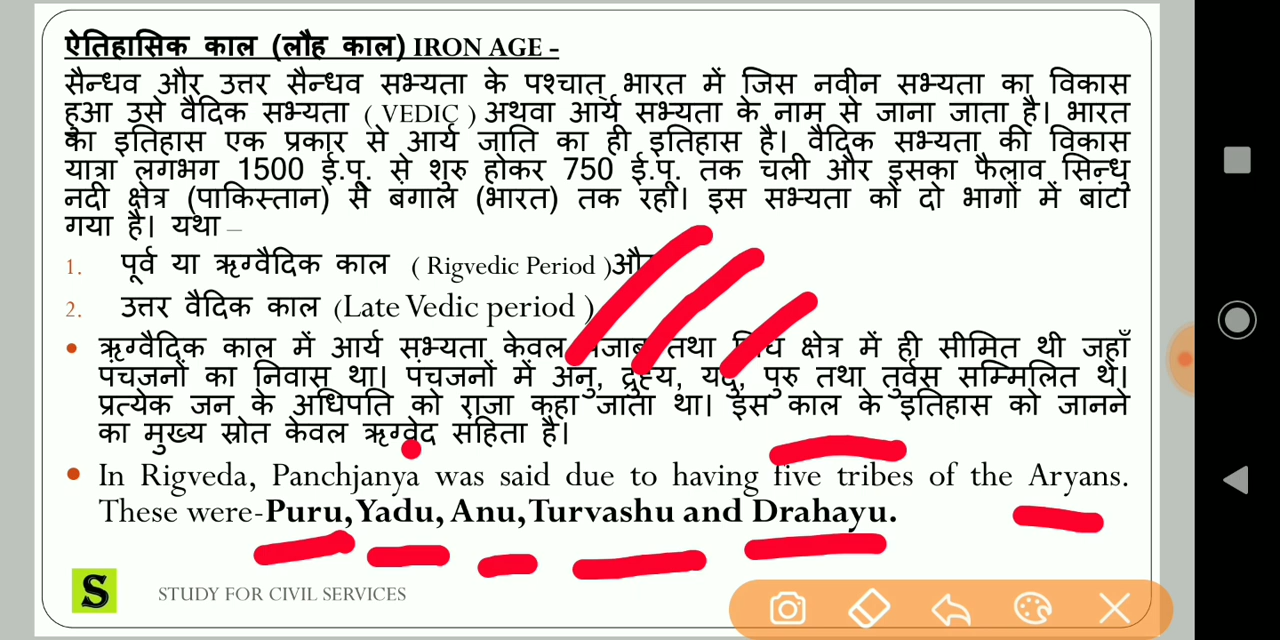 ऐतिहासिक काल (लौह काल) IRON AGE -
सैन्धव और उत्तर सैन्धव सभ्यता के पश्चात् भारत में जिस नवीन सभ्यता का विकास
हुआ उसे वैदिक सभ्यता ( VEDIC ) अथवा आर्य सभ्यता के नाम से जाना जाता है। भारत
का इतिहास एक प्रकार से आर्य जाति का ही इतिहास है। वैदिक सभ्यता की विकास
यात्रा लगभग 1500 ई.पू. से शुरु होकर 750 ई.पू. तक चली और इसका फैलाव सिन्धु
नदी क्षेत्र (पाकिस्तान) से बंगाल (भारत) तक रहा। इस सभ्यता को दो भागों में बांटा
गया है। यथा –
1. पूर्व या ऋग्वैदिक काल ( Rigvedic Period )और
2. उत्तर वैदिक काल (Late Vedic period )
• ऋग्वैदिक काल में आर्य सभ्यता केवल तथा क्षेत्र में ही सीमित थी जहाँ
पंचजनों का निवास था। पंचजनों में अनु, द्रुह्य, यदु, पुरु तथा तुर्वस सम्मिलित थे।
प्रत्येक जन के अधिपति को राजा कहा जाता था। इस काल के इतिहास को जानने
का मुख्य स्रोत केवल ऋग्वेद संहिता है।
• In Rigveda, Panchjanya was said due to having five tribes of the Aryans.
These were-Puru, Yadu, Anu, Turvashu and Drahayu.
S STUDY FOR CIVIL SERVICES